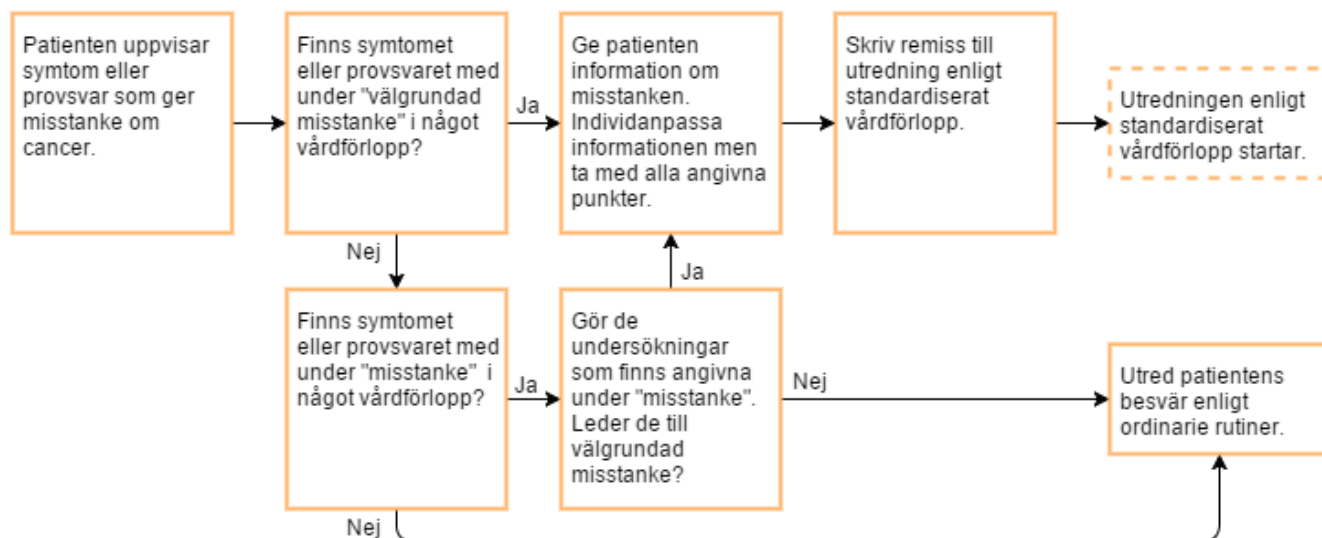 Patienten uppvisar
symtom eller
provsvar som ger
misstanke om
cancer.
Finns symtomet
eller provsvaret med
under "välgrundad
misstanke" i något
vårdförlopp?
Ja
Ge patienten
information om
misstanken.
Individanpassa
informationen men
ta med alla angivna
punkter.
Skriv remiss till
utredning enligt
standardiserat
vårdförlopp.
Utredningen enligt
standardiserat
vårdförlopp startar.
Nej
Ja
Finns symtomet
eller provsvaret med
under "misstanke" i
något vårdförlopp?
Ja
Gör de
undersökningar
som finns angivna
under "misstanke".
Leder de till
välgrundad
misstanke?
Nej
Utred patientens
besvär enligt
ordinarie rutiner.
Nej